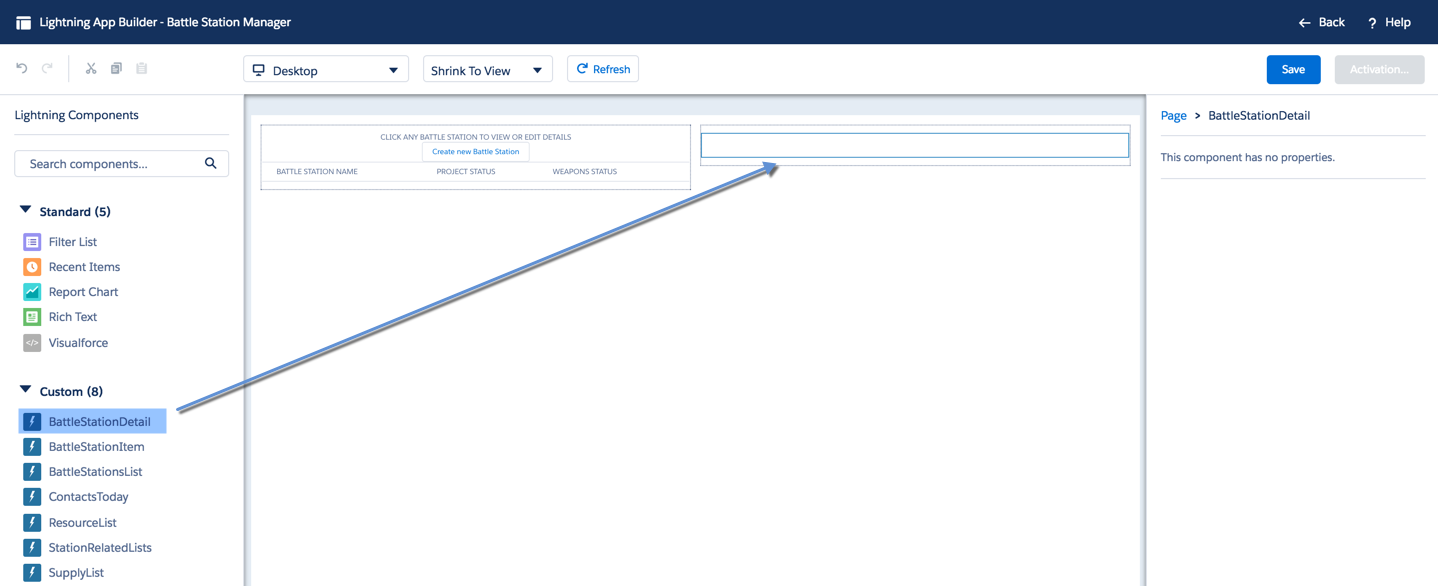 Lightning App Builder - Battle Station Manager
Back
? Help
Desktop
Shrink To View
Refresh
Save
Activation...
Lightning Components
Search components...
Standard (5)
Filter List
Recent Items
Report Chart
Rich Text
Visualforce
Custom (8)
BattleStationDetail
BattleStationItem
BattleStationsList
ContactsToday
ResourceList
StationRelatedLists
SupplyList
CLICK ANY BATTLE STATION TO VIEW OR EDIT DETAILS
Create new Battle Station
BATTLE STATION NAME PROJECT STATUS WEAPONS STATUS
Page > BattleStationDetail
This component has no properties.